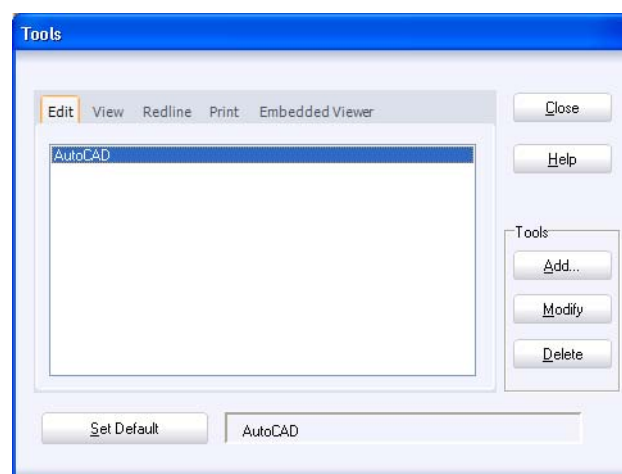 Tools
Edit View Redline Print Embedded Viewer
Close
AutoCAD
Help
Tools
Add...
Modify
Delete
Set Default AutoCAD